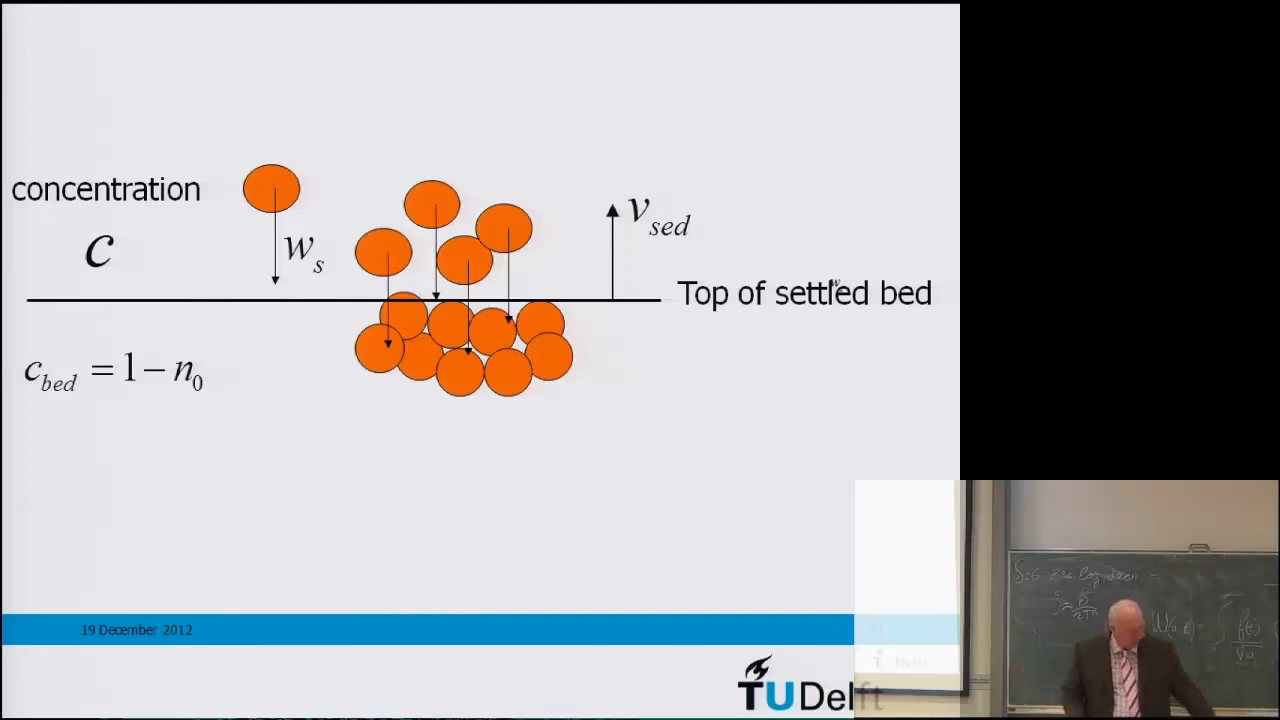 concentration
c
w_s
v_sed
Top of settled bed
c_bed = 1 − n_0
19 December 2012
TUDelft